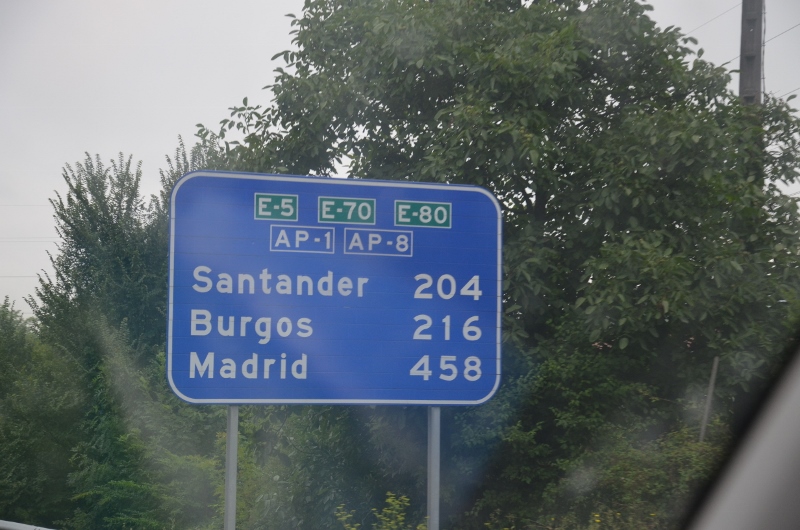 E-5 E-70 E-80
AP-1 AP-8
Santander 204
Burgos 216
Madrid 458